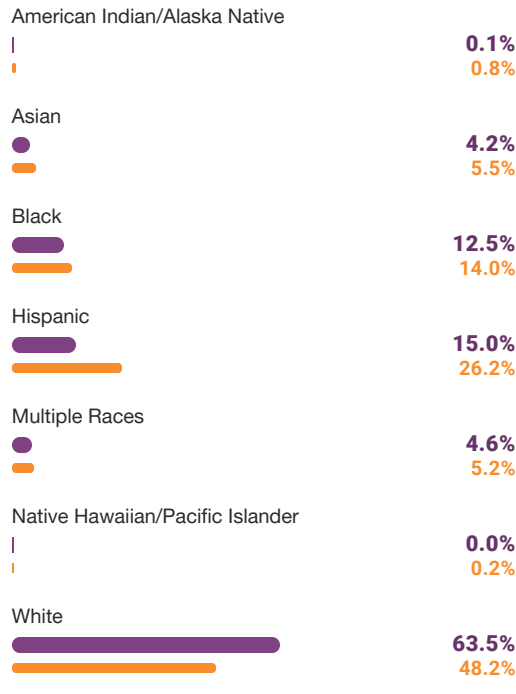 American Indian/Alaska Native
0.1%
0.8%
Asian
4.2%
5.5%
Black
12.5%
14.0%
Hispanic
15.0%
26.2%
Multiple Races
4.6%
5.2%
Native Hawaiian/Pacific Islander
0.0%
0.2%
White
63.5%
48.2%